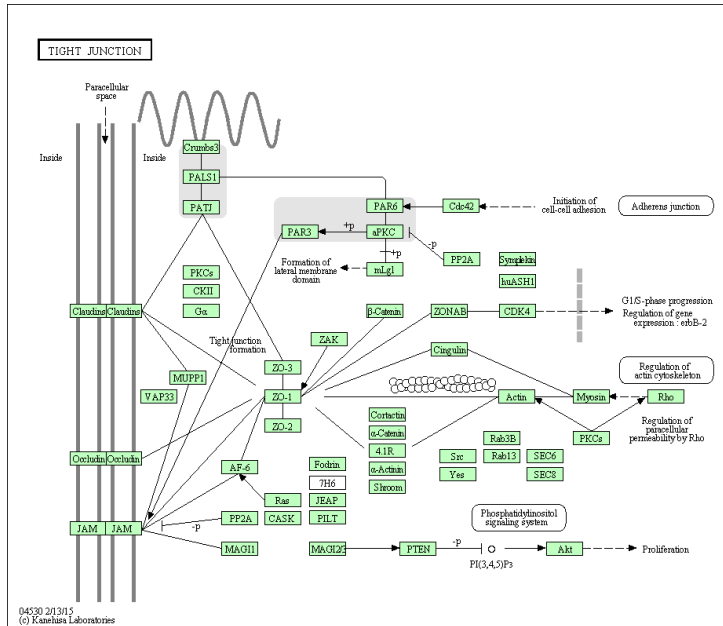 TIGHT JUNCTION
Paracellular
space
Inside
Inside
Crumbs3
PALS1
PATJ
PAR6
Cdc42
Initiation of
cell-cell adhesion
Adherens junction
PAR3
+p
aPKC
-p
+p
PP2A
Symplekin
huASH1
Formation of
lateral membrane
domain
mLgl
PKCs
CKII
Gα
Claudins
Claudins
β-Catenin
ZONAB
CDK4
G1/S-phase progression
Regulation of gene
expression : erbB-2
Tight junction
formation
ZAK
Cingulin
MUPP1
VAP33
ZO-3
ZO-1
ZO-2
Regulation of
actin cytoskeleton
Actin
Myosin
Rho
Regulation of
paracellular
permeability by Rho
PKCs
Cortactin
α-Catenin
4.1R
α-Actinin
Shroom
Rab3B
Rab13
Src
Yes
SEC6
SEC8
Occludin
Occludin
AF-6
Fodrin
7H6
JEAP
PILT
Ras
CASK
JAM
JAM
-p
PP2A
MAGI1
MAGI2/3
PTEN
-p
PI(3,4,5)P3
Phosphatidylinositol
signaling system
Akt
Proliferation
04530 2/13/15
(c) Kanehisa Laboratories